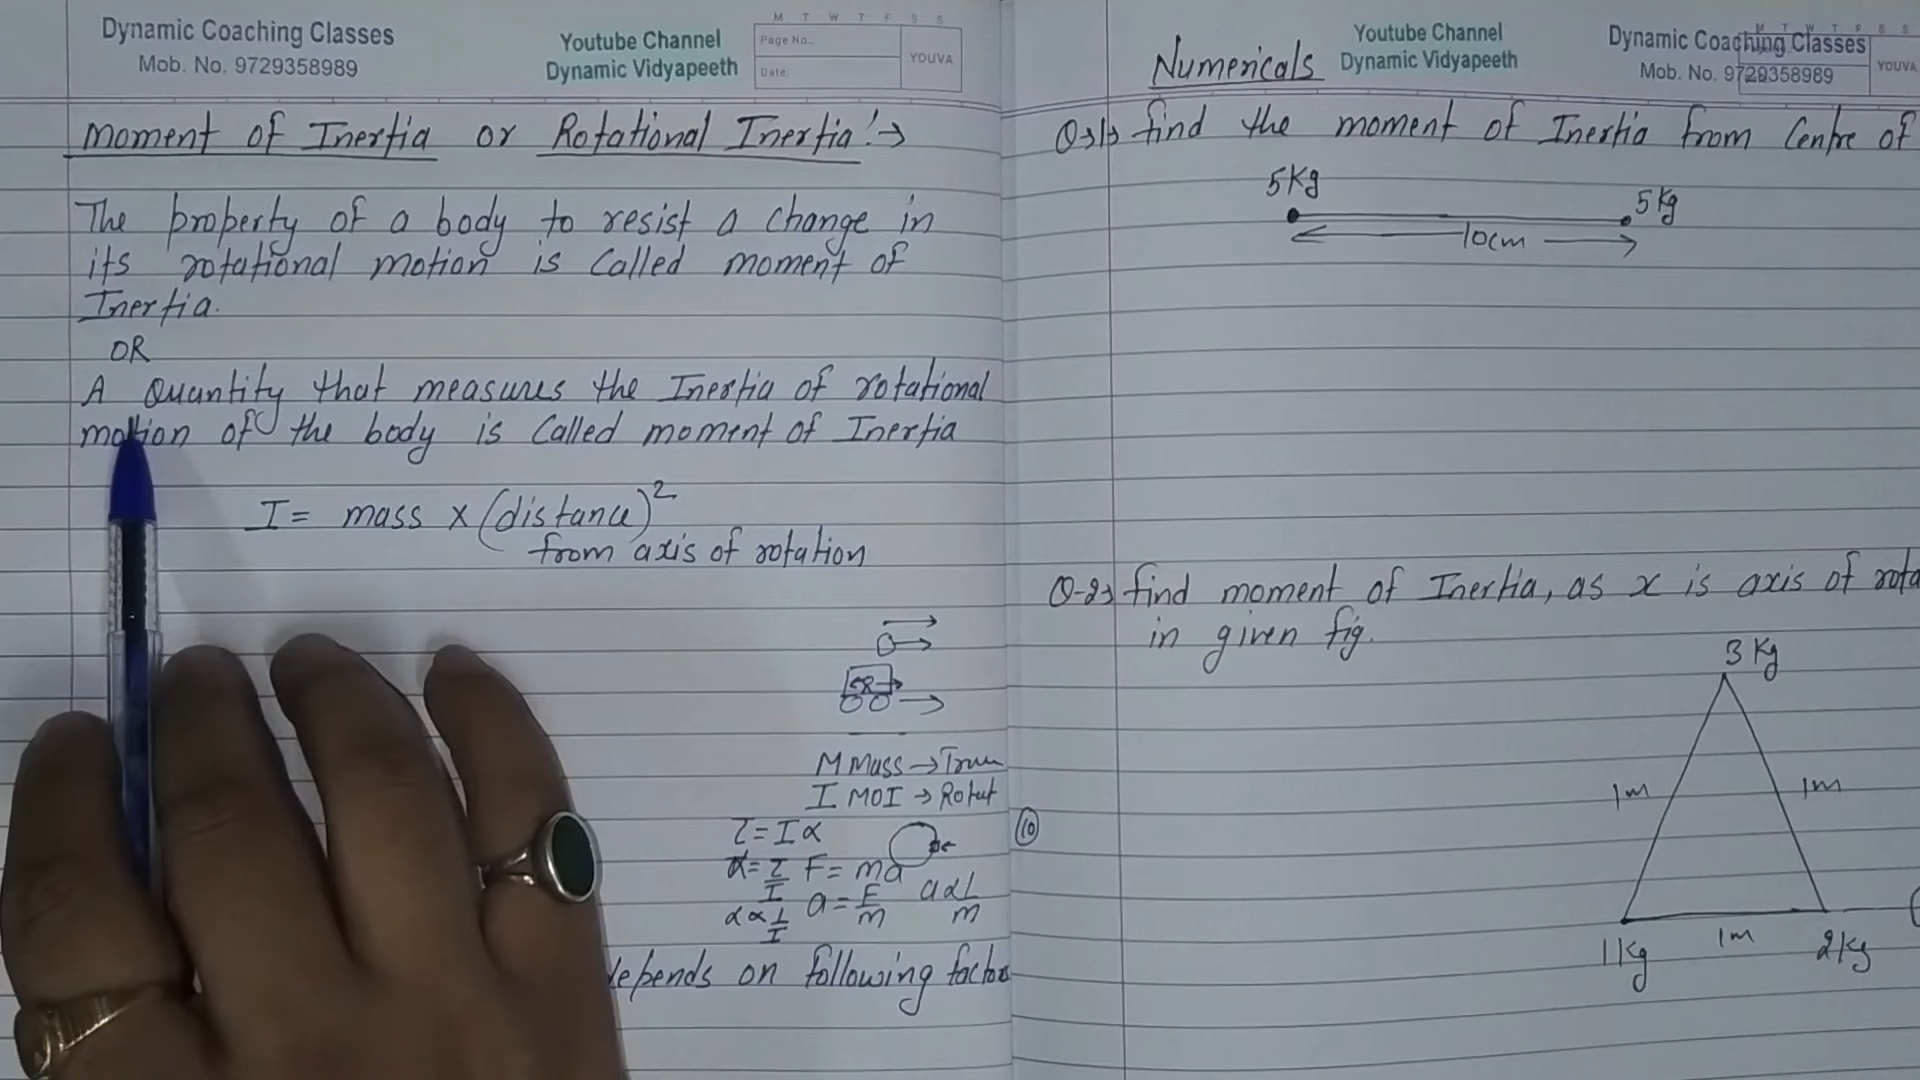 Dynamic Coaching Classes
Mob. No. 9729358989
Youtube Channel
Dynamic Vidyapeeth
M T W T F S S
Page No.:
Date:
YOUVA
Moment of Inertia or Rotational Inertia:→
The property of a body to resist a change in
its rotational motion is called moment of
Inertia.
OR
A Quantity that measures the Inertia of rotational
motion of the body is called moment of Inertia
I = mass x (distance)²
from axis of rotation
M Mass →
I MOI → Rotat
τ = Iα
α = τ/I F = ma
α ∝ 1/I a = F/m a ∝ 1/m
depends on following factors
Numericals
Youtube Channel
Dynamic Vidyapeeth
Dynamic Coaching Classes
Mob. No. 9729358989
M T W T F S S
YOUVA
Q→1) find the moment of Inertia from Centre of
5Kg
5Kg
10cm
Q-2) find moment of Inertia, as x is axis of rota
in given fig.
3 Kg
1m 1m
10
1m
1Kg 2Kg